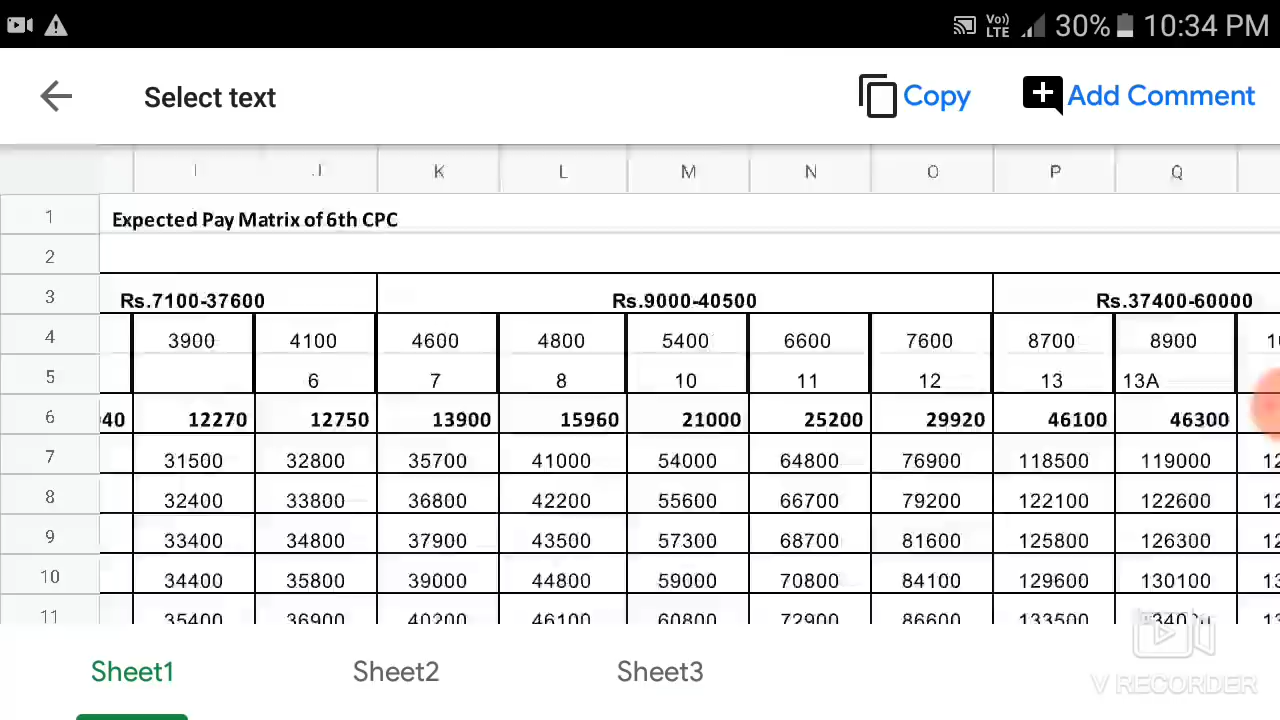 Vo)) LTE 30% 10:34 PM
Select text Copy Add Comment
I J K L M N O P Q
1 Expected Pay Matrix of 6th CPC
2
3 Rs.7100-37600 Rs.9000-40500 Rs.37400-60000
4 3900 4100 4600 4800 5400 6600 7600 8700 8900
5 6 7 8 10 11 12 13 13A
6 40 12270 12750 13900 15960 21000 25200 29920 46100 46300
7 31500 32800 35700 41000 54000 64800 76900 118500 119000
8 32400 33800 36800 42200 55600 66700 79200 122100 122600
9 33400 34800 37900 43500 57300 68700 81600 125800 126300
10 34400 35800 39000 44800 59000 70800 84100 129600 130100
11 35400 36900 40200 46100 60800 72900 86600 133500
Sheet1 Sheet2 Sheet3
V RECORDER